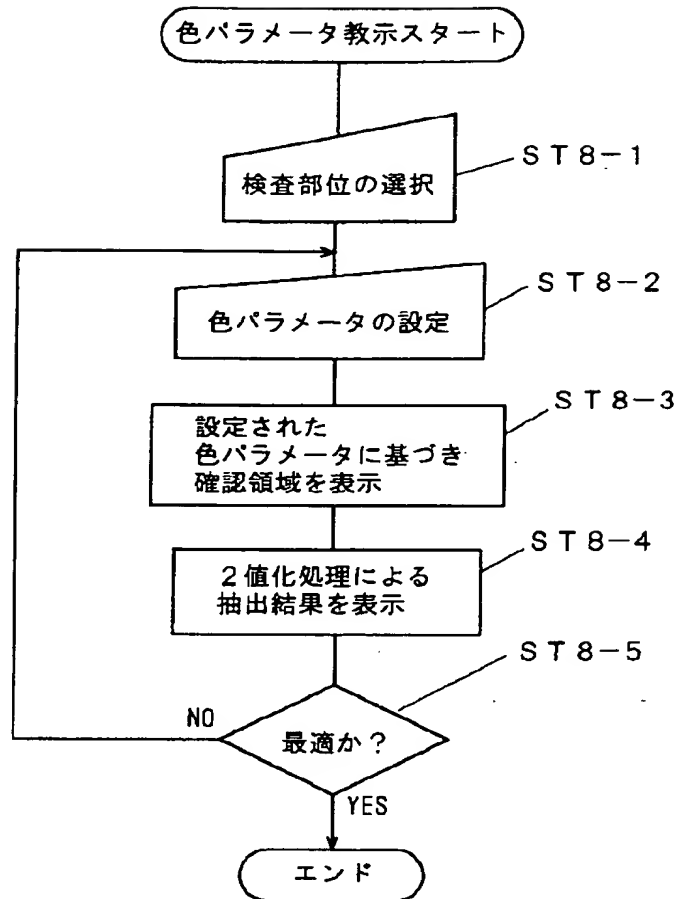 色パラメータ教示スタート
検査部位の選択
ST8-1
色パラメータの設定
ST8-2
設定された
色パラメータに基づき
確認領域を表示
ST8-3
2値化処理による
抽出結果を表示
ST8-4
最適か？
ST8-5
NO
YES
エンド